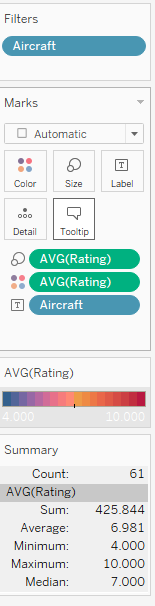 Filters
Aircraft
Marks
Automatic
Color Size Label
Detail Tooltip
AVG(Rating)
AVG(Rating)
Aircraft
AVG(Rating)
4.000 10.000
Summary
Count: 61
AVG(Rating)
Sum: 425.844
Average: 6.981
Minimum: 4.000
Maximum: 10.000
Median: 7.000